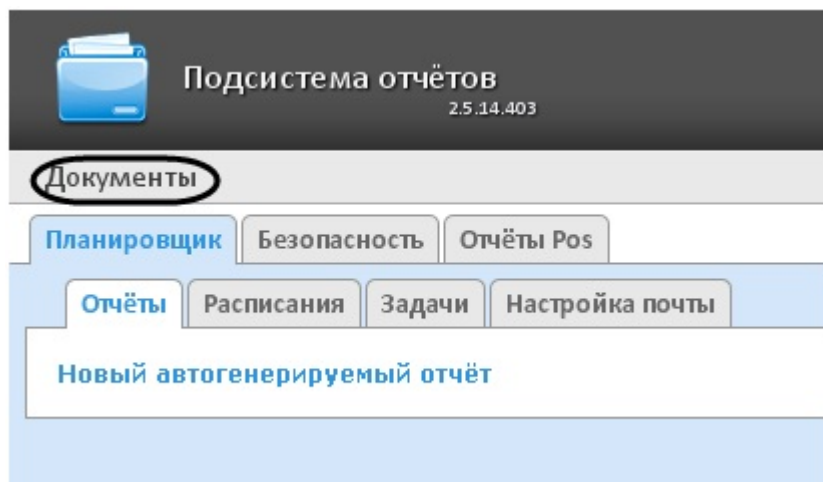 Подсистема отчётов
2.5.14.403
Документы
Планировщик Безопасность Отчёты Pos
Отчёты Расписания Задачи Настройка почты
Новый автогенерируемый отчёт